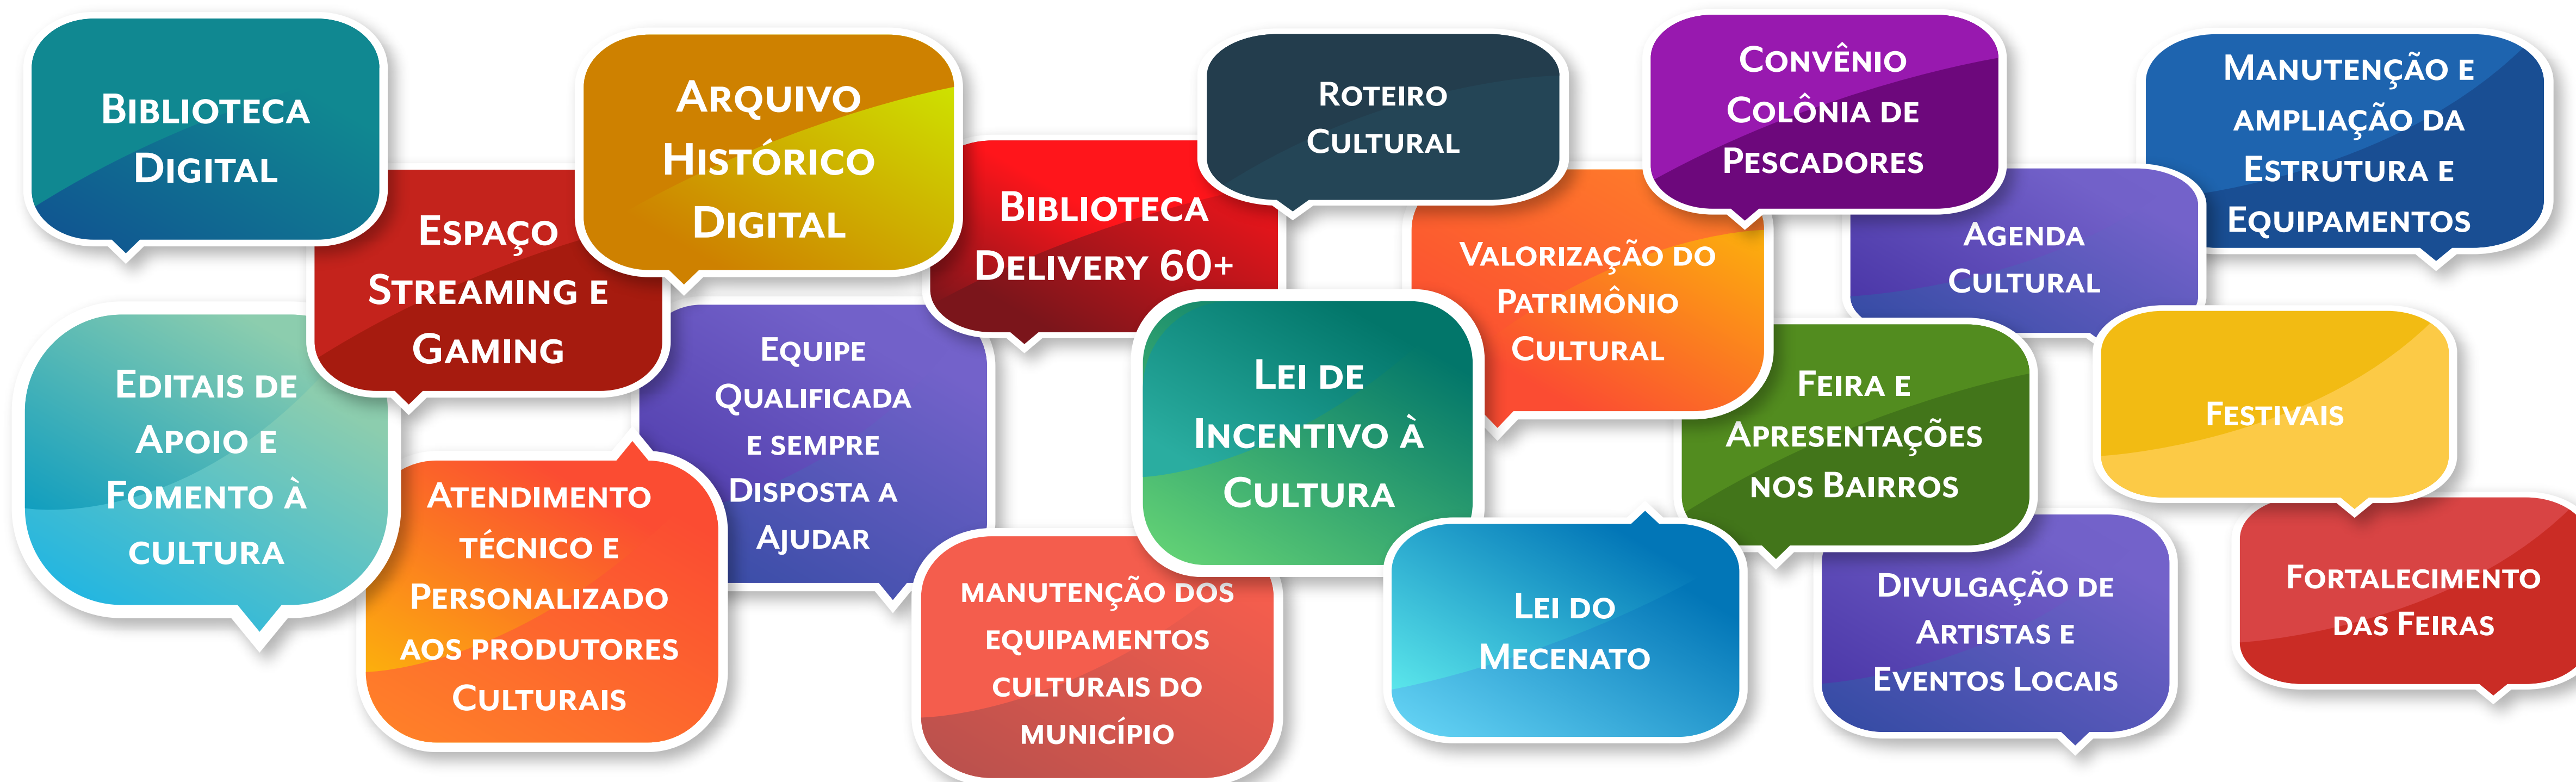 Biblioteca
Digital
Arquivo
Histórico
Digital
Roteiro
Cultural
Convênio
Colônia de
Pescadores
Manutenção e
ampliação da
Estrutura e
Equipamentos
Espaço
Streaming e
Gaming
Biblioteca
Delivery 60+
Valorização do
Patrimônio
Cultural
Agenda
Cultural
Editais de
Apoio e
Fomento à
cultura
Equipe
Qualificada
e sempre
Disposta a
Ajudar
Lei de
Incentivo à
Cultura
Feira e
Apresentações
nos Bairros
Festivais
Atendimento
técnico e
Personalizado
aos produtores
Culturais
manutenção dos
equipamentos
culturais do
município
Lei do
Mecenato
Divulgação de
Artistas e
Eventos Locais
Fortalecimento
das Feiras